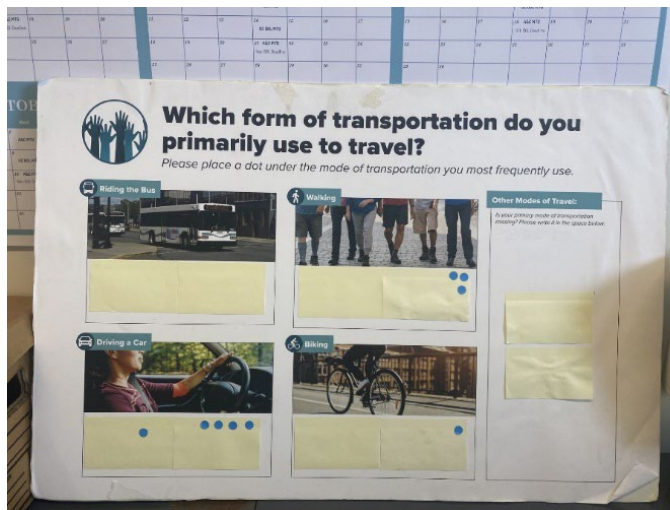 Which form of transportation do you
primarily use to travel?
Please place a dot under the mode of transportation you most frequently use.
Riding the Bus
Walking
Other Modes of Travel:
Is your primary mode of transportation
missing? Please write it in the space below.
Driving a Car
Biking